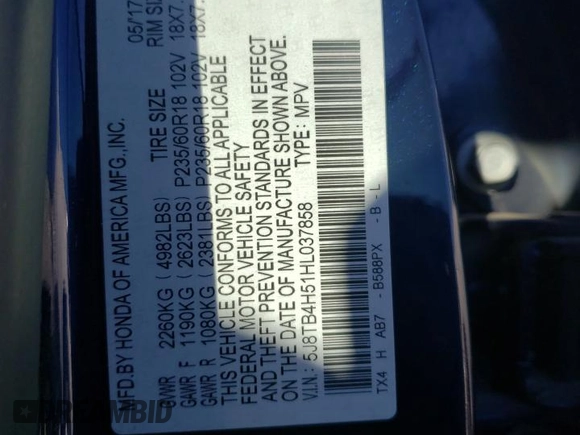 MFD.BY HONDA OF AMERICA MFG.,INC. 05/17
TIRE SIZE RIM SIZ
GVWR 2260KG ( 4982LBS)
GAWR F 1190KG ( 2623LBS) P235/60R18 102V 18X7.
GAWR R 1080KG ( 2381LBS) P235/60R18 102V 18X7.
THIS VEHICLE CONFORMS TO ALL APPLICABLE
FEDERAL MOTOR VEHICLE SAFETY
AND THEFT PREVENTION STANDARDS IN EFFECT
ON THE DATE OF MANUFACTURE SHOWN ABOVE.
V.I.N.: 5J8TB4H51HL037858 TYPE: MPV
TX4 H AB7 - B588PX - B - L
DREAMBID